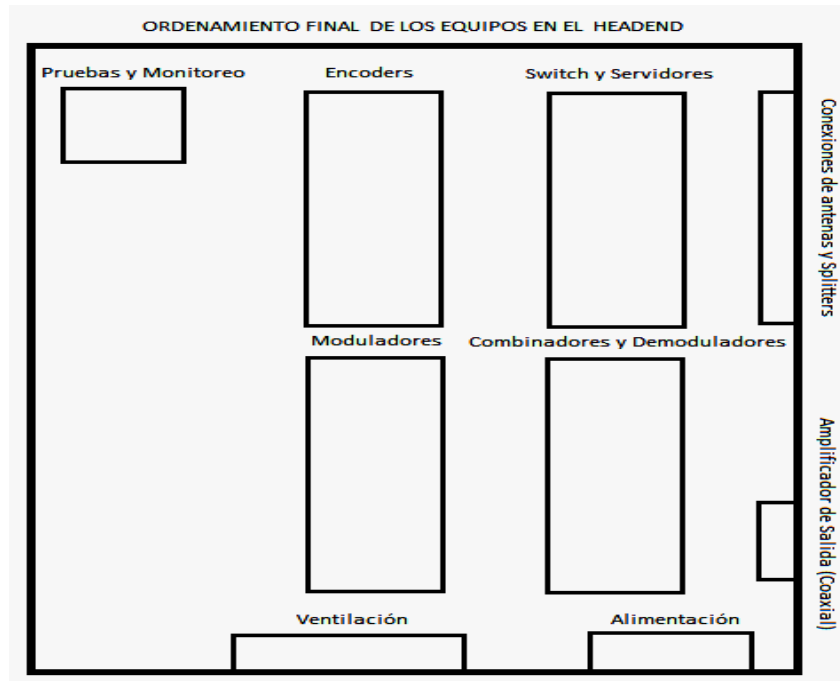 ORDENAMIENTO FINAL DE LOS EQUIPOS EN EL HEADEND
Pruebas y Monitoreo
Encoders
Switch y Servidores
Conexiones de antenas y Splitters
Moduladores
Combinadores y Demoduladores
Amplificador de Salida (Coaxial)
Ventilación
Alimentación